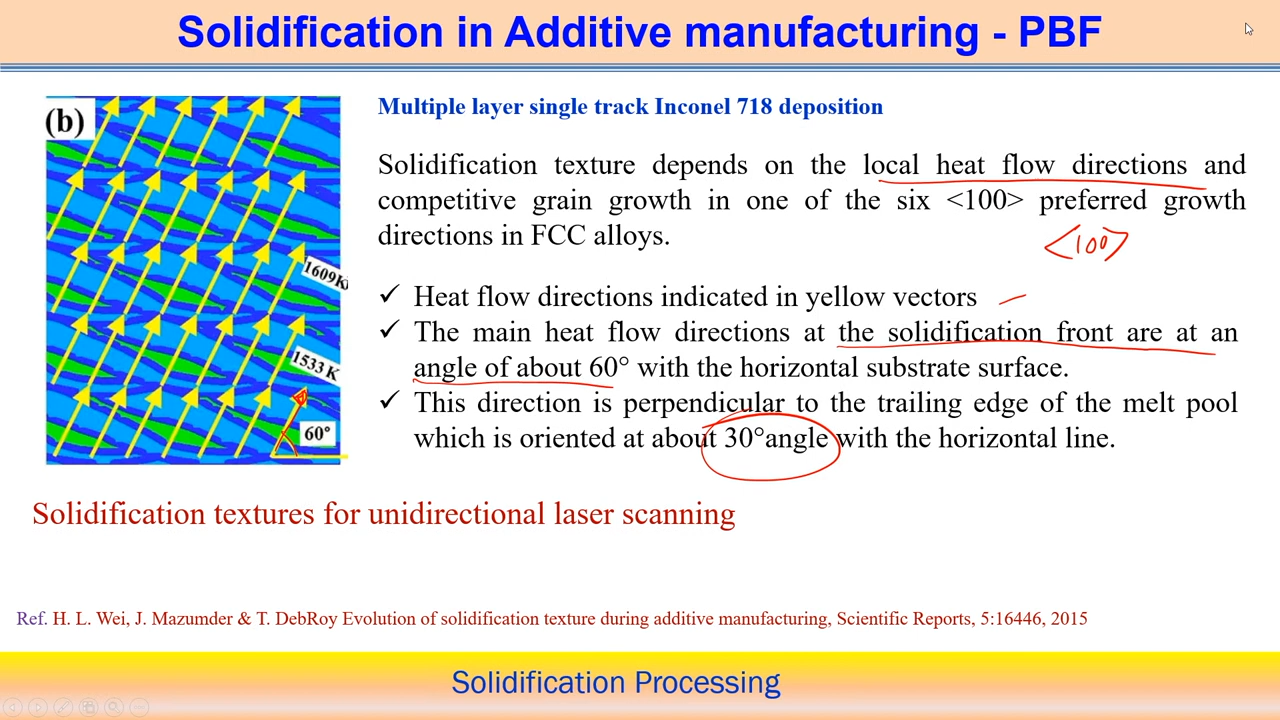 Solidification in Additive manufacturing - PBF
(b)
1609K
1533 K
60°
Multiple layer single track Inconel 718 deposition
Solidification texture depends on the local heat flow directions and
competitive grain growth in one of the six <100> preferred growth
directions in FCC alloys.
<100>
✓ Heat flow directions indicated in yellow vectors
✓ The main heat flow directions at the solidification front are at an
angle of about 60° with the horizontal substrate surface.
✓ This direction is perpendicular to the trailing edge of the melt pool
which is oriented at about 30°angle with the horizontal line.
Solidification textures for unidirectional laser scanning
Ref. H. L. Wei, J. Mazumder & T. DebRoy Evolution of solidification texture during additive manufacturing, Scientific Reports, 5:16446, 2015
Solidification Processing